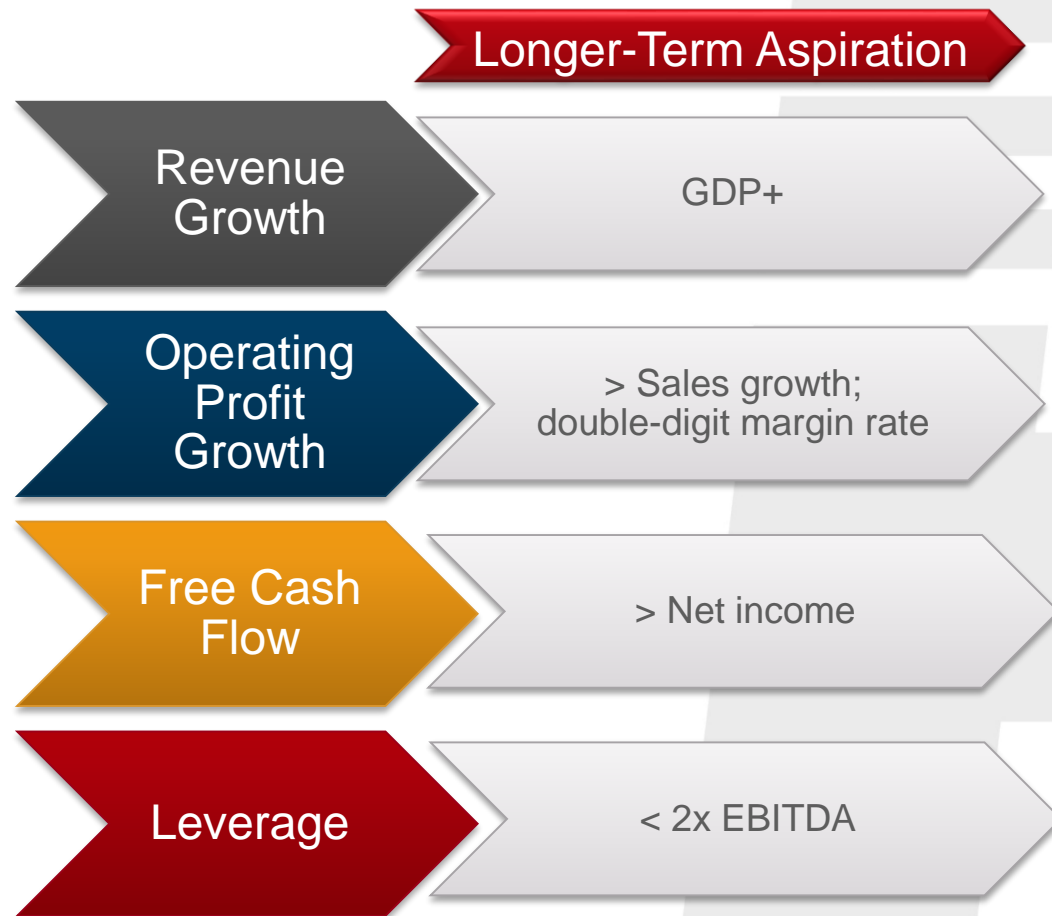 Longer-Term Aspiration
Revenue
Growth
GDP+
Operating
Profit
Growth
> Sales growth;
double-digit margin rate
Free Cash
Flow
> Net income
Leverage
< 2x EBITDA